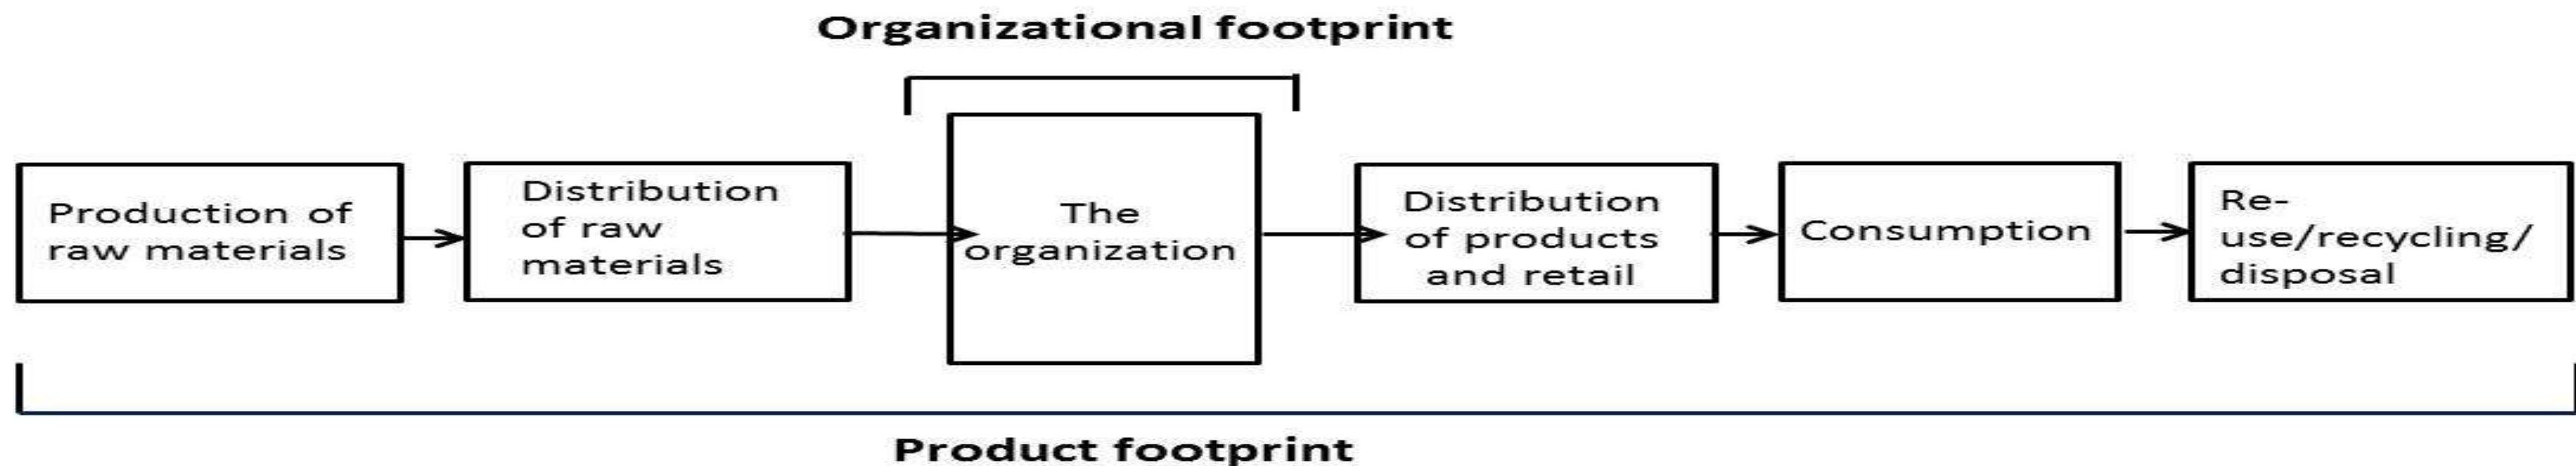 Organizational footprint
Production of
raw materials
Distribution
of raw
materials
The
organization
Distribution
of products
and retail
Consumption
Re-
use/recycling/
disposal
Product footprint